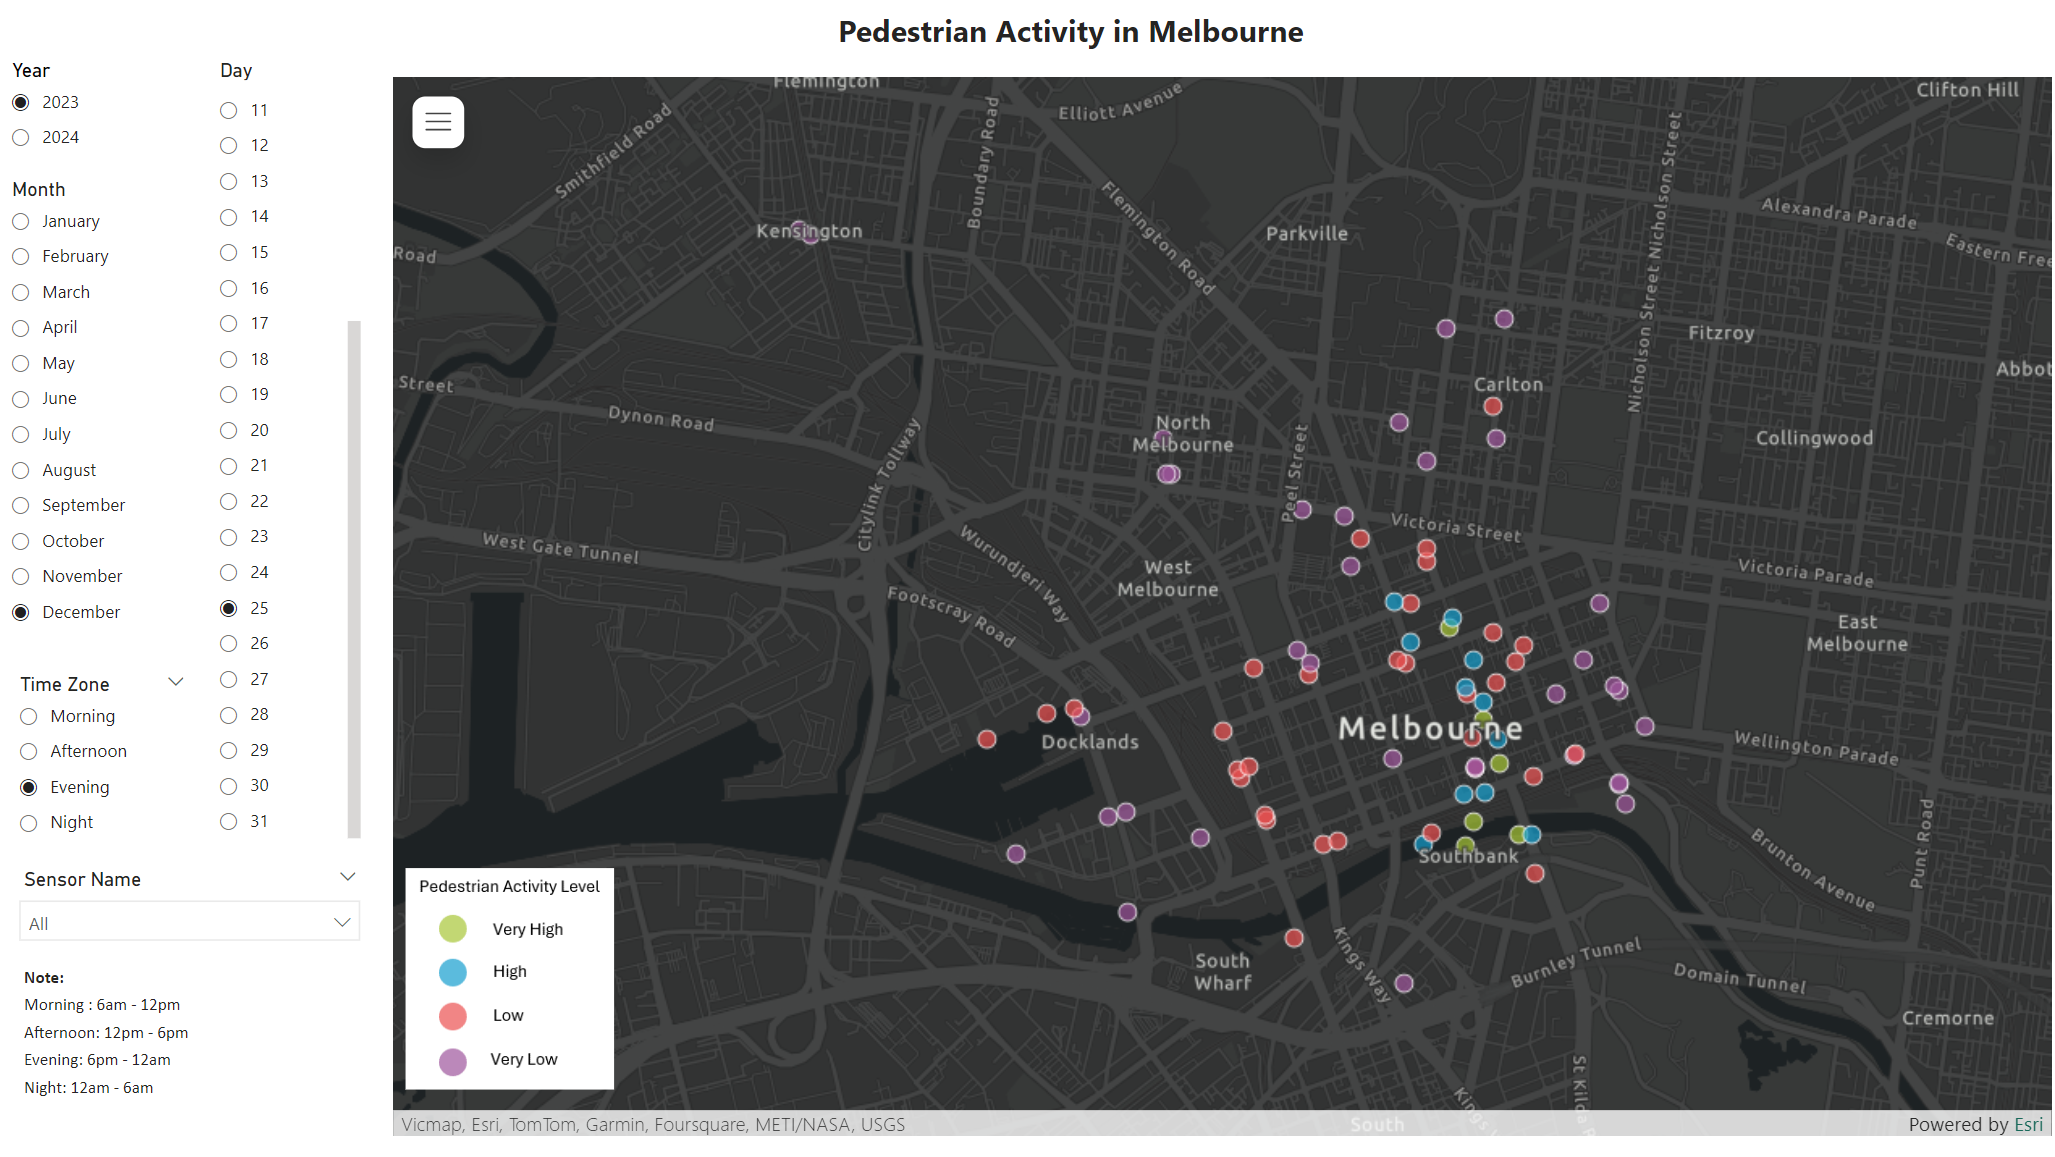 Pedestrian Activity in Melbourne
Year
2023
2024
Month
January
February
March
April
May
June
July
August
September
October
November
December
Day
11
12
13
14
15
16
17
18
19
20
21
22
23
24
25
26
27
28
29
30
31
Time Zone
Morning
Afternoon
Evening
Night
Sensor Name
All
Note:
Morning : 6am - 12pm
Afternoon: 12pm - 6pm
Evening: 6pm - 12am
Night: 12am - 6am
Flemington
Elliott Avenue
Clifton Hill
Smithfield Road
Boundary Road
Nicholson Street Nicholson Street
Flemington Road
Alexandra Parade
Kensington
Parkville
Eastern Free
Road
Fitzroy
Street
Abbot
Carlton
Dynon Road
North
Melbourne
Peel Street
Collingwood
Citylink Tollway
West Gate Tunnel
Wurundjeri Way
Victoria Street
West
Melbourne
Victoria Parade
Footscray Road
East
Melbourne
Melbourne
Docklands
Wellington Parade
Southbank
Brunton Avenue
Punt Road
South
Wharf
Kings Way
Burnley Tunnel
Domain Tunnel
Cremorne
St Kilda R
Kings
South
Pedestrian Activity Level
Very High
High
Low
Very Low
Vicmap, Esri, TomTom, Garmin, Foursquare, METI/NASA, USGS
Powered by Esri